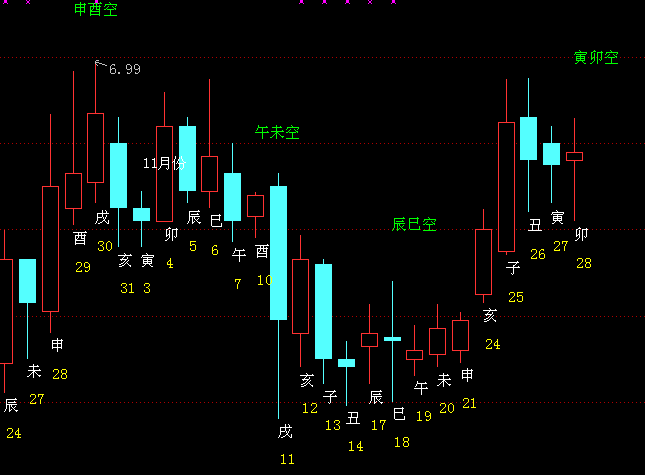 申酉空
6.99
寅卯空
午未空
11月份
辰巳空
辰
24
未
27
申
28
酉
29
戌
30
亥
31
寅
3
卯
4
辰
5
巳
6
午
7
酉
10
戌
11
亥
12
子
13
丑
14
辰
17
巳
18
午
19
未
20
申
21
亥
24
子
25
丑
26
寅
27
卯
28